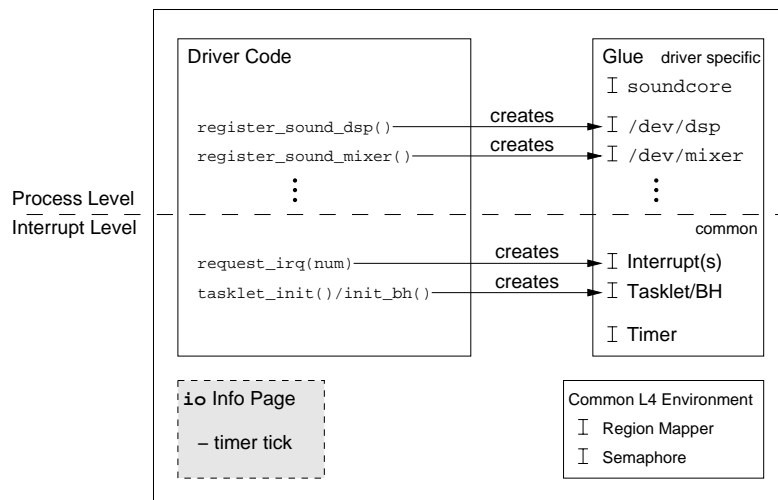 Driver Code
Glue driver specific
soundcore
register_sound_dsp() creates /dev/dsp
register_sound_mixer() creates /dev/mixer
Process Level
Interrupt Level
common
request_irq(num) creates Interrupt(s)
tasklet_init()/init_bh() creates Tasklet/BH
Timer
io Info Page
– timer tick
Common L4 Environment
Region Mapper
Semaphore